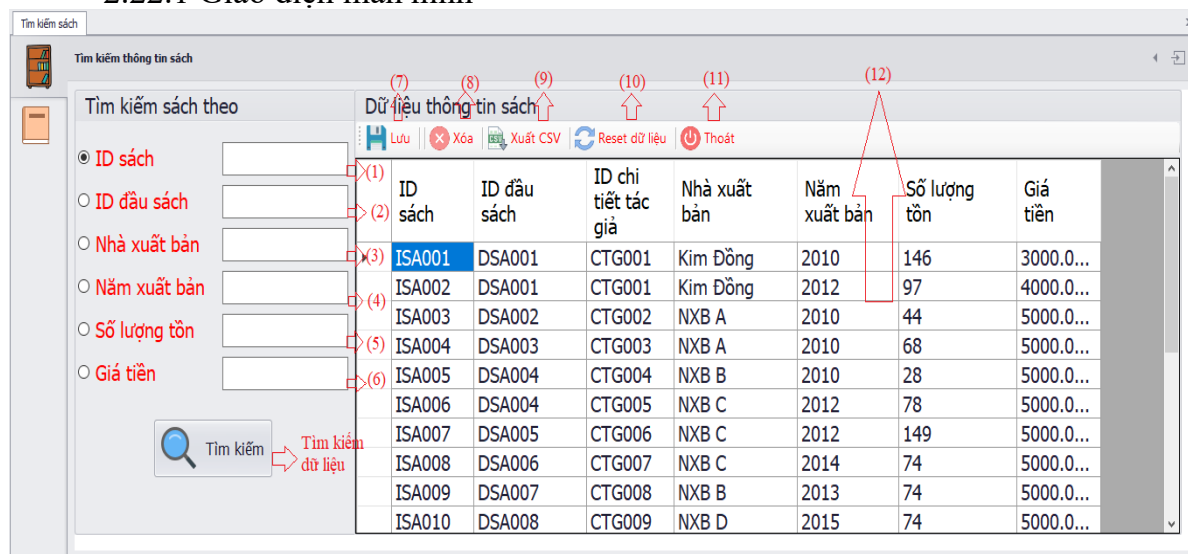 2.22.1 Giao diện màn hình
Tìm kiếm sách
Tìm kiếm thông tin sách
(7) (8) (9) (10) (11) (12)
Tìm kiếm sách theo
Dữ liệu thông tin sách
Lưu Xóa Xuất CSV Reset dữ liệu Thoát
ID sách (1)
ID đầu sách (2)
Nhà xuất bản (3)
Năm xuất bản (4)
Số lượng tồn (5)
Giá tiền (6)
Tìm kiếm
Tìm kiếm
dữ liệu
ID sách ID đầu sách ID chi tiết tác giả Nhà xuất bản Năm xuất bản Số lượng tồn Giá tiền
ISA001 DSA001 CTG001 Kim Đồng 2010 146 3000.0...
ISA002 DSA001 CTG001 Kim Đồng 2012 97 4000.0...
ISA003 DSA002 CTG002 NXB A 2010 44 5000.0...
ISA004 DSA003 CTG003 NXB A 2010 68 5000.0...
ISA005 DSA004 CTG004 NXB B 2010 28 5000.0...
ISA006 DSA004 CTG005 NXB C 2012 78 5000.0...
ISA007 DSA005 CTG006 NXB C 2012 149 5000.0...
ISA008 DSA006 CTG007 NXB C 2014 74 5000.0...
ISA009 DSA007 CTG008 NXB B 2013 74 5000.0...
ISA010 DSA008 CTG009 NXB D 2015 74 5000.0...